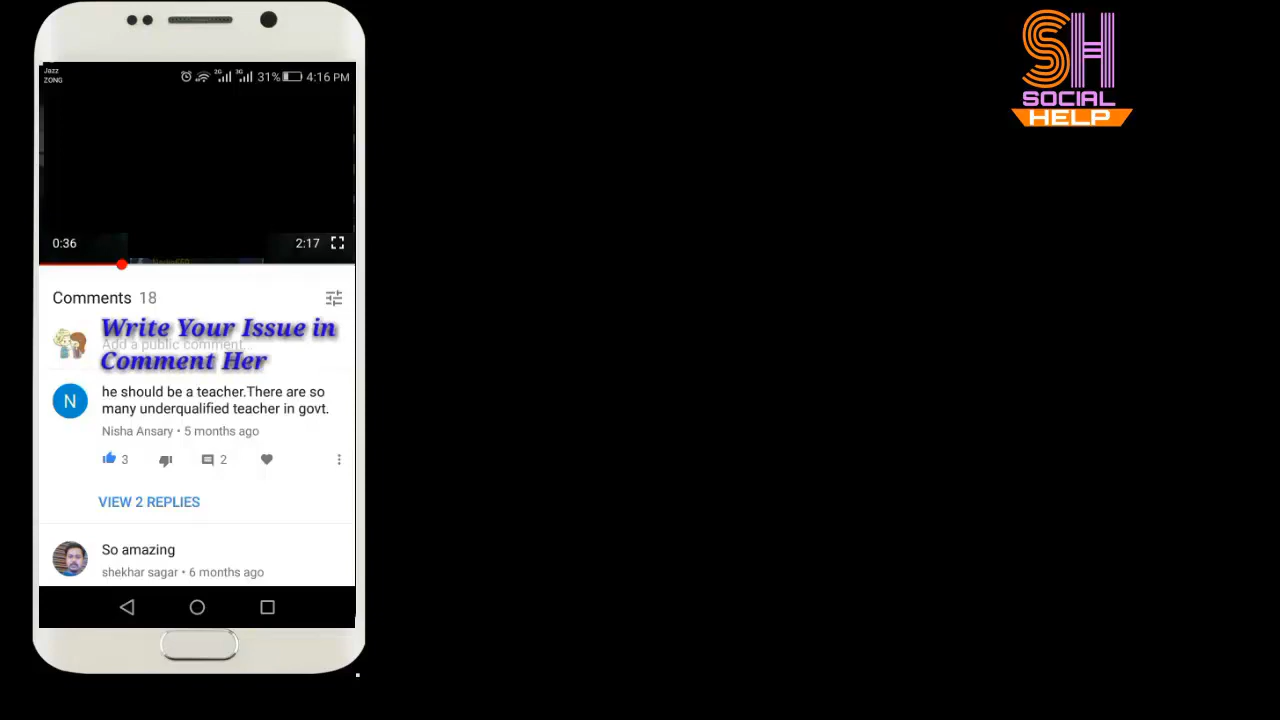 Jazz
ZONG
2G
3G
31%
4:16 PM
SH
SOCIAL
HELP
0:36
2:17
Comments 18
Write Your Issue in
Add a public comment...
Comment Her
N
he should be a teacher.There are so
many underqualified teacher in govt.
Nisha Ansary • 5 months ago
3
2
VIEW 2 REPLIES
So amazing
shekhar sagar • 6 months ago